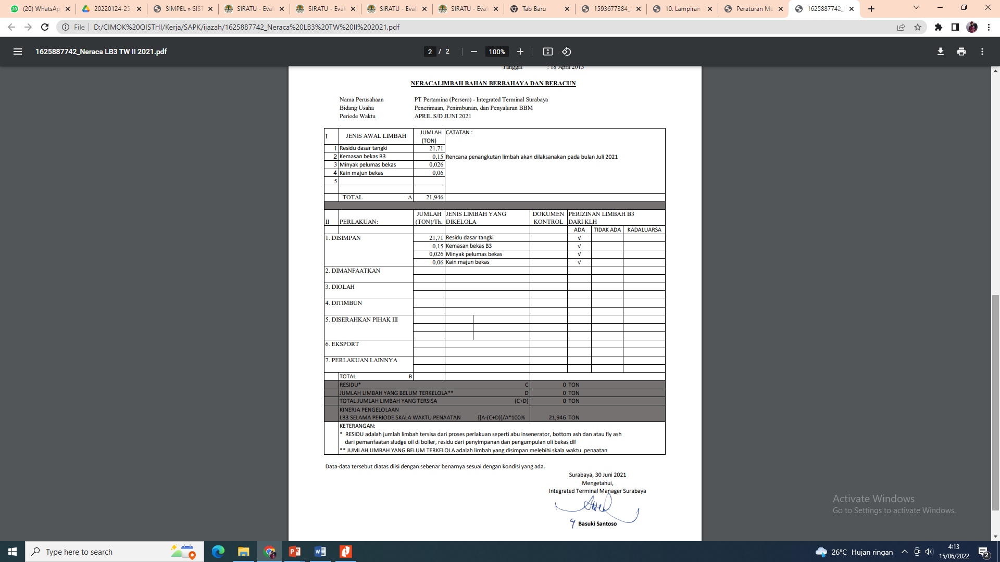 (20) WhatsAp
20220124-25
SIMPEL » SIST
SIRATU - Eval
SIRATU - Eval
SIRATU - Eval
SIRATU - Eval
Tab Baru
1593677384_
10. Lampiran
Peraturan Me
1625887742_
File | D:/CIMOK%20QISTHI/Kerja/SAPK/ijazah/1625887742_Neraca%20LB3%20TW%20II%202021.pdf
1625887742_Neraca LB3 TW II 2021.pdf
2 / 2
100%
Tanggal : 18 April 2013
NERACALIMBAH BAHAN BERBAHAYA DAN BERACUN
Nama Perusahaan PT Pertamina (Persero) - Integrated Terminal Surabaya
Bidang Usaha Penerimaan, Penimbunan, dan Penyaluran BBM
Periode Waktu APRIL S/D JUNI 2021
I JENIS AWAL LIMBAH JUMLAH (TON) CATATAN :
1 Residu dasar tangki 21,71
2 Kemasan bekas B3 0,15 Rencana penangkutan limbah akan dilaksanakan pada bulan Juli 2021
3 Minyak pelumas bekas 0,026
4 Kain majun bekas 0,06
5
TOTAL A 21,946
II PERLAKUAN: JUMLAH (TON)/Th. JENIS LIMBAH YANG DIKELOLA DOKUMEN KONTROL PERIZINAN LIMBAH B3 DARI KLH
ADA TIDAK ADA KADALUARSA
1. DISIMPAN 21,71 Residu dasar tangki √
0,15 Kemasan bekas B3 √
0,026 Minyak pelumas bekas √
0,06 Kain majun bekas √
2. DIMANFAATKAN
3. DIOLAH
4. DITIMBUN
5. DISERAHKAN PIHAK III
6. EKSPORT
7. PERLAKUAN LAINNYA
TOTAL B
RESIDU* C 0 TON
JUMLAH LIMBAH YANG BELUM TERKELOLA** D 0 TON
TOTAL JUMLAH LIMBAH YANG TERSISA (C+D) 0 TON
KINERJA PENGELOLAAN
LB3 SELAMA PERIODE SKALA WAKTU PENAATAN {[A-(C+D)]/A*100% 21,946 TON
KETERANGAN:
* RESIDU adalah jumlah limbah tersisa dari proses perlakuan seperti abu insenerator, bottom ash dan atau fly ash
dari pemanfaatan sludge oil di boiler, residu dari penyimpanan dan pengumpulan oli bekas dll
** JUMLAH LIMBAH YANG BELUM TERKELOLA adalah limbah yang disimpan melebihi skala waktu penaatan
Data-data tersebut diatas diisi dengan sebenar benarnya sesuai dengan kondisi yang ada.
Surabaya, 30 Juni 2021
Mengetahui,
Integrated Terminal Manager Surabaya
Basuki Santoso
Activate Windows
Go to Settings to activate Windows.
Type here to search
26°C Hujan ringan
4:13
15/06/2022
2